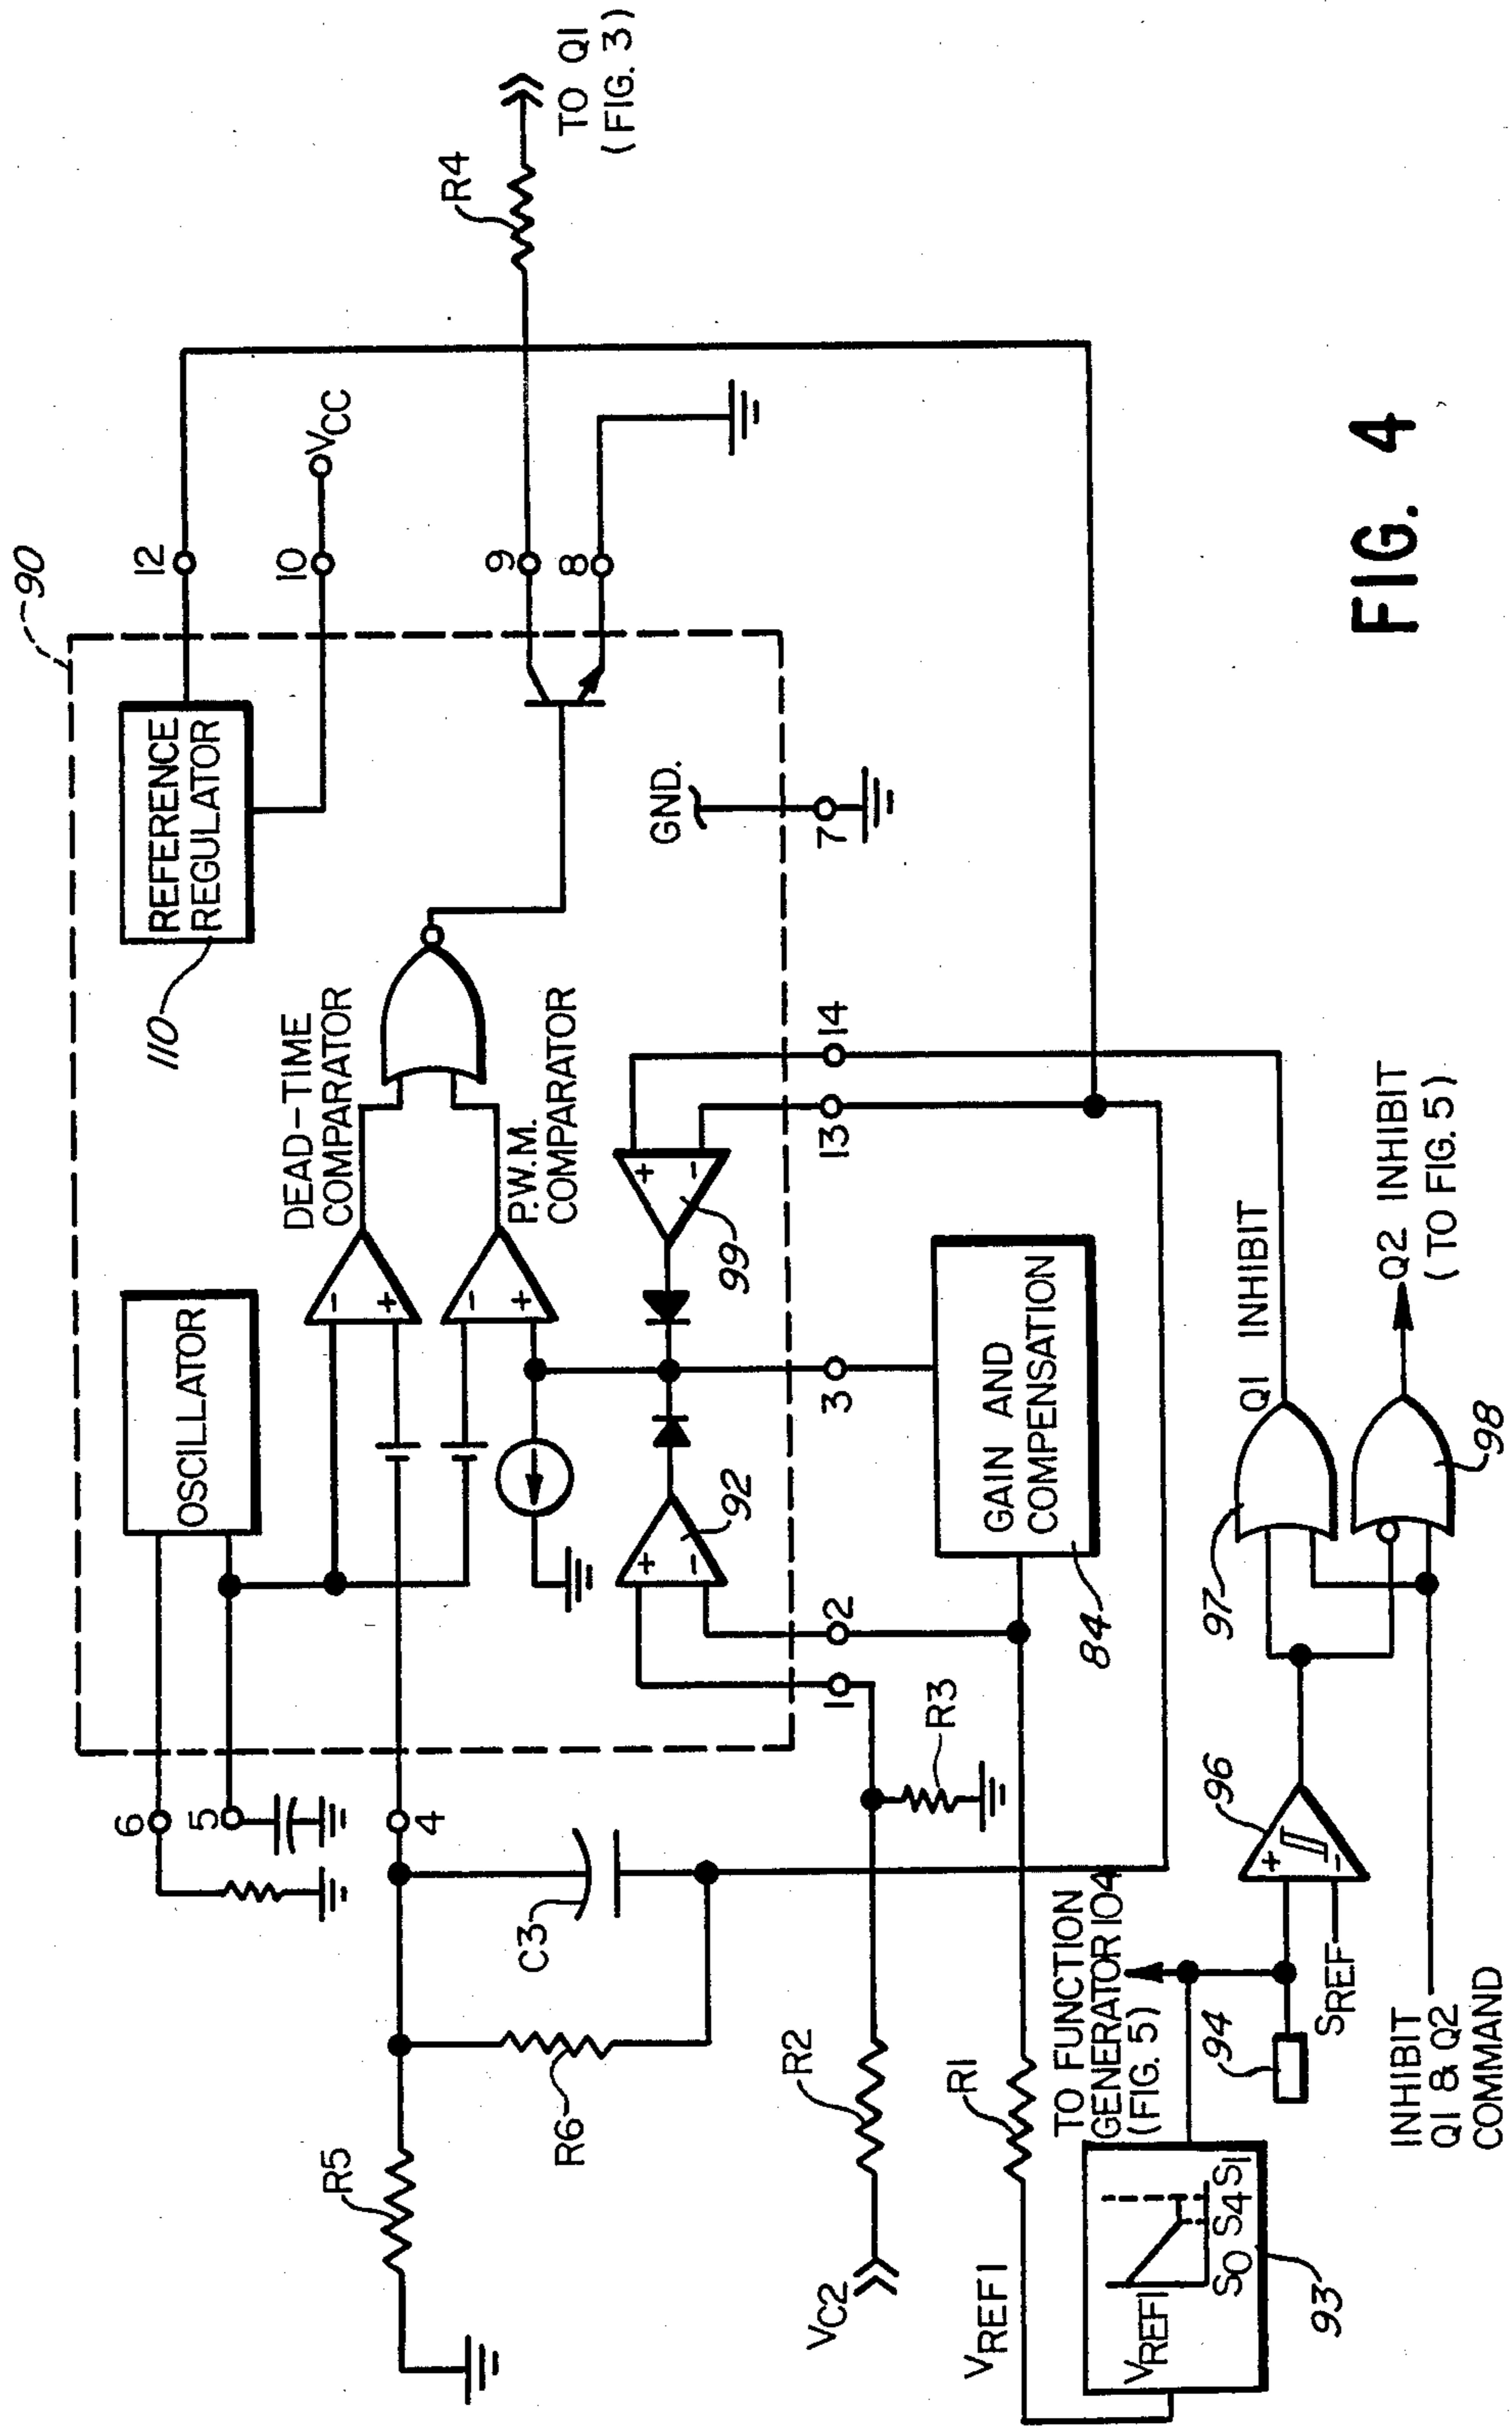 90
REFERENCE
REGULATOR
110
12
10
VCC
9
8
R4
TO Q1
(FIG. 3)
OSCILLATOR
DEAD-TIME
COMPARATOR
P.W.M.
COMPARATOR
-
+
-
+
GND.
7
6
5
4
R5
R6
C3
+
-
92
+
-
99
1
2
3
13
14
R3
R2
VC2
GAIN AND
COMPENSATION
84
R1
VREF1
VREF1
S0 S4 S1
93
TO FUNCTION
GENERATOR 104
(FIG. 5)
94
SREF
+
-
96
97
98
Q1 INHIBIT
Q2 INHIBIT
(TO FIG. 5)
INHIBIT
Q1 & Q2
COMMAND
FIG. 4